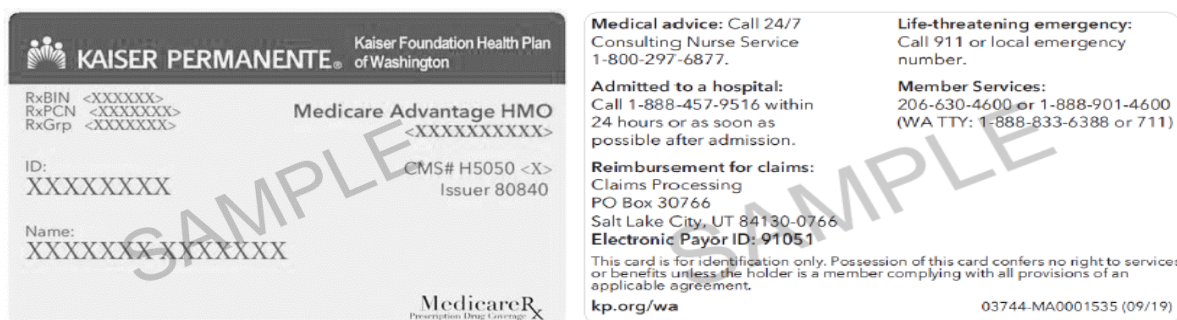 KAISER PERMANENTE®
Kaiser Foundation Health Plan
of Washington
RxBIN <XXXXXX>
RxPCN <XXXXXXX>
RxGrp <XXXXXXX>
Medicare Advantage HMO
<XXXXXXXXXX>
CMS# H5050 <X>
Issuer 80840
ID:
XXXXXXXX
Name:
XXXXXXX XXXXXXX
SAMPLE
MedicareRx
Prescription Drug Coverage
Medical advice: Call 24/7
Consulting Nurse Service
1-800-297-6877.
Admitted to a hospital:
Call 1-888-457-9516 within
24 hours or as soon as
possible after admission.
Life-threatening emergency:
Call 911 or local emergency
number.
Member Services:
206-630-4600 or 1-888-901-4600
(WA TTY: 1-888-833-6388 or 711)
Reimbursement for claims:
Claims Processing
PO Box 30766
Salt Lake City, UT 84130-0766
Electronic Payor ID: 91051
SAMPLE
This card is for identification only. Possession of this card confers no right to services
or benefits unless the holder is a member complying with all provisions of an
applicable agreement.
kp.org/wa
03744-MA0001535 (09/19)